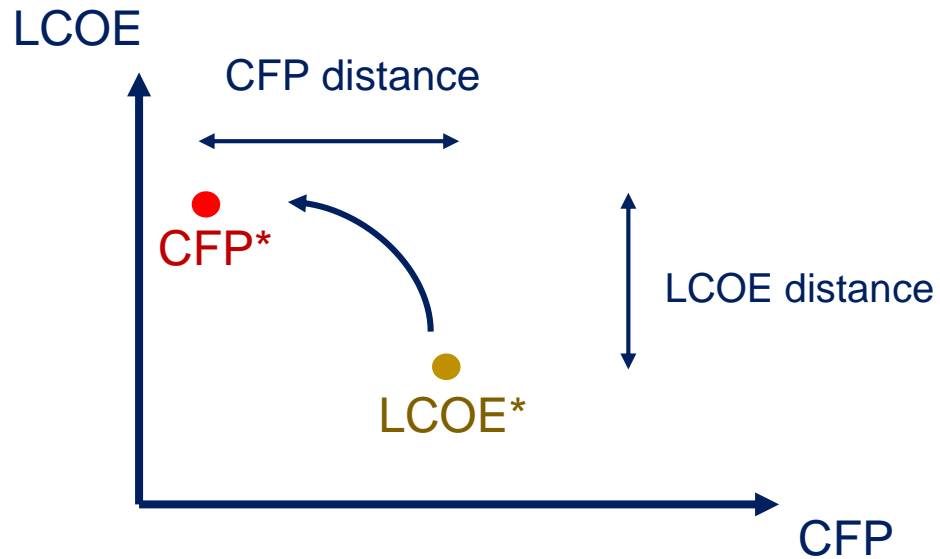 LCOE
CFP distance
CFP*
LCOE distance
LCOE*
CFP